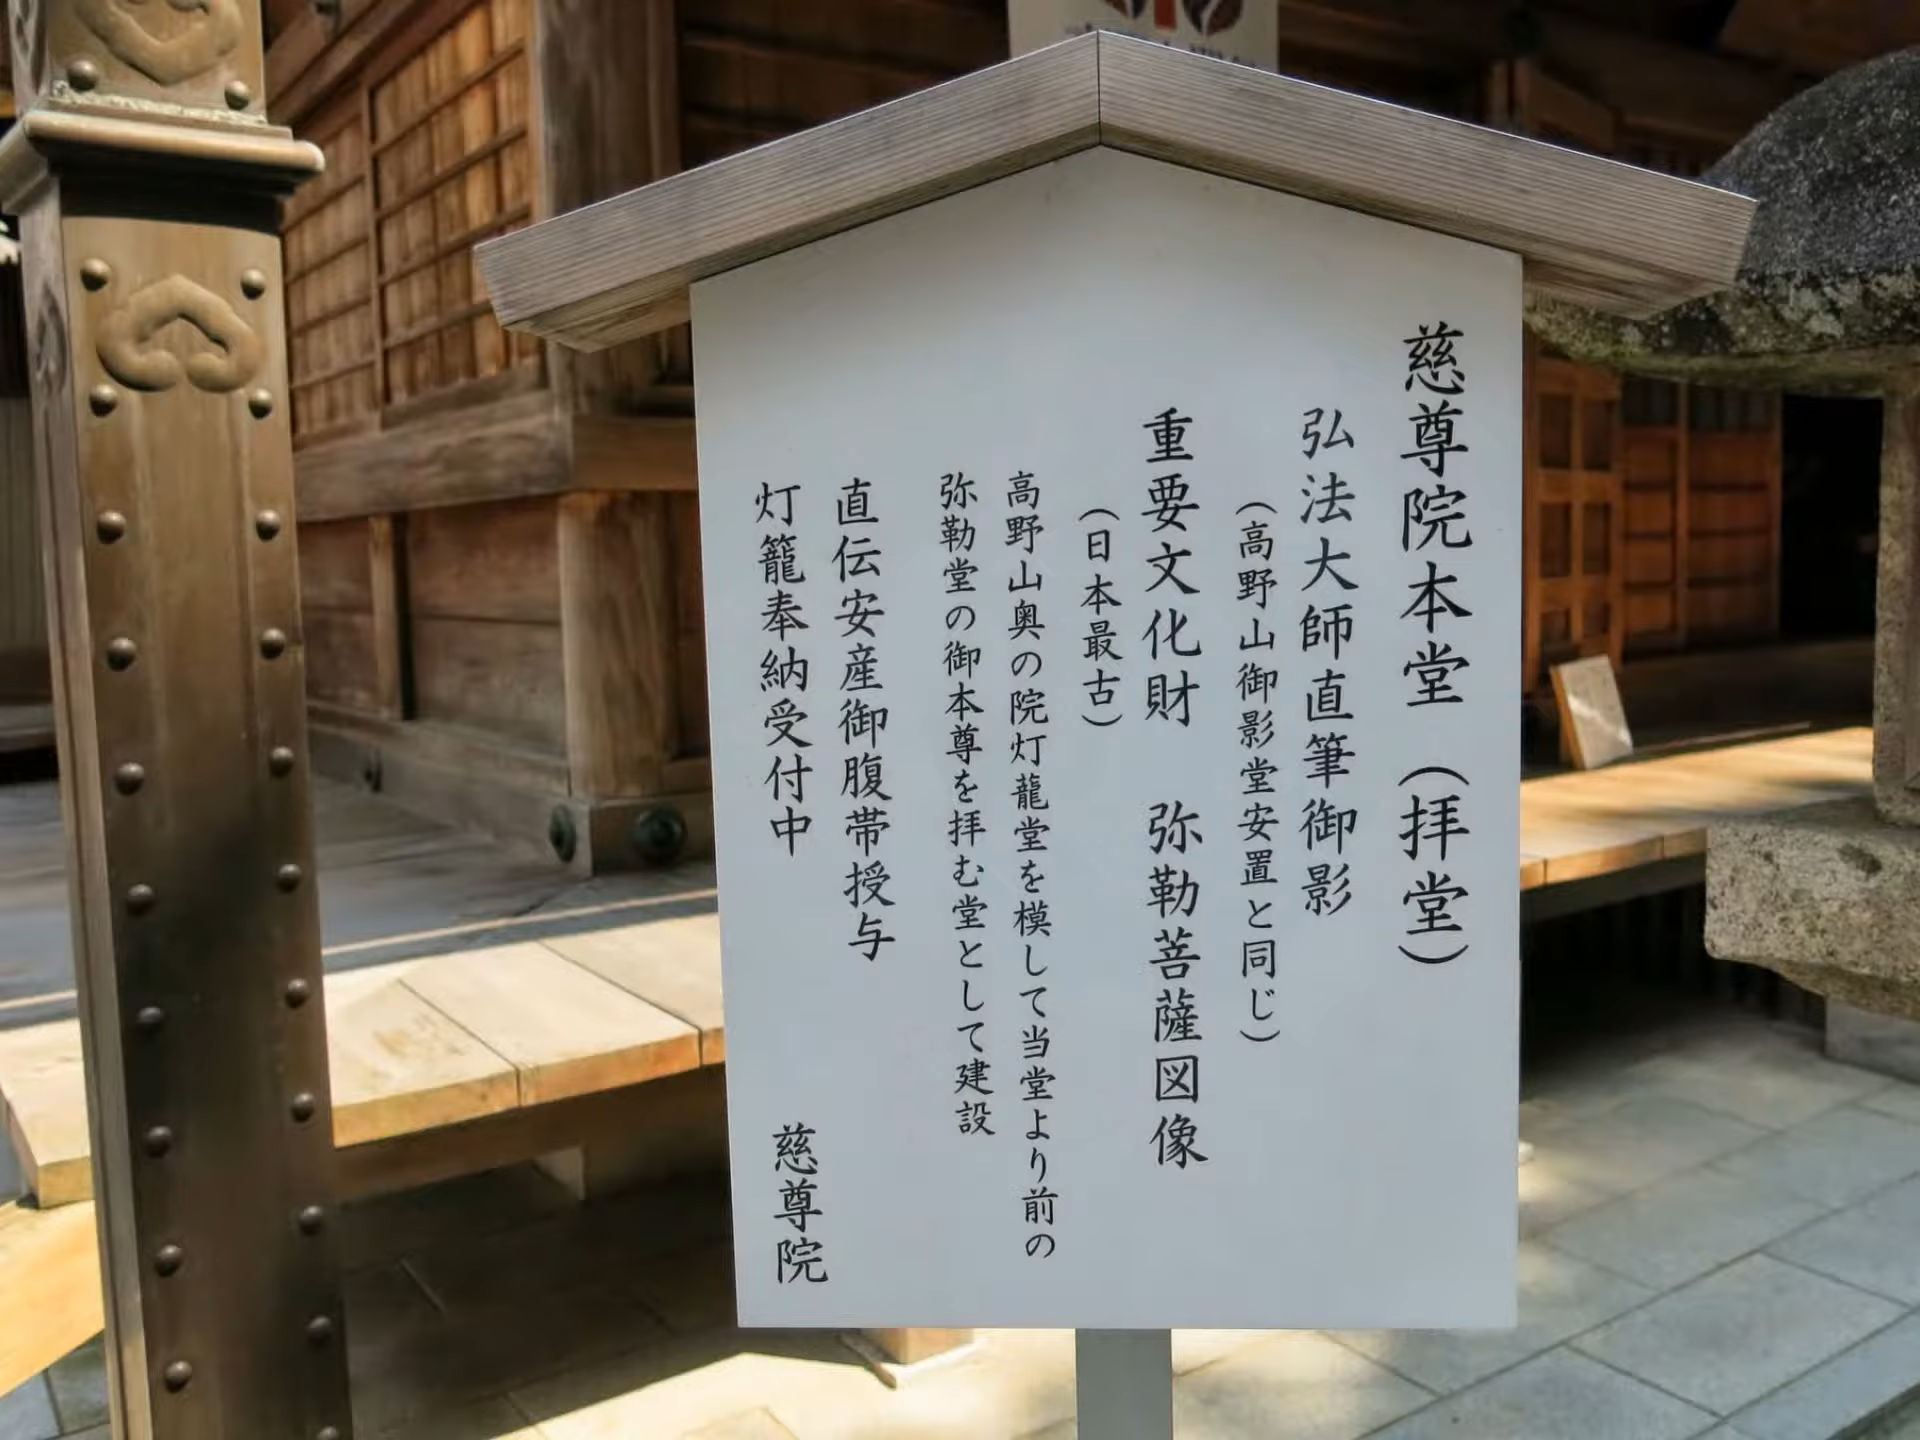 慈尊院本堂（拝堂）
弘法大師直筆御影
（高野山御影堂安置と同じ）
重要文化財　弥勒菩薩図像
（日本最古）
高野山奥の院灯龍堂を模して当堂より前の
弥勒堂の御本尊を拝む堂として建設
直伝安産御腹帯授与
灯籠奉納受付中
慈尊院